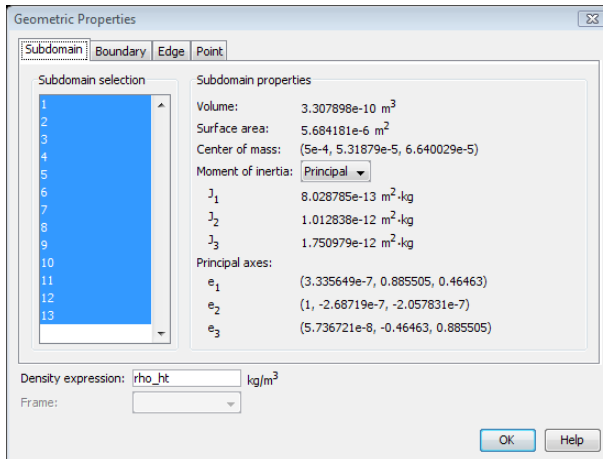 Geometric Properties
Subdomain Boundary Edge Point
Subdomain selection
1
2
3
4
5
6
7
8
9
10
11
12
13
Subdomain properties
Volume: 3.307898e-10 m³
Surface area: 5.684181e-6 m²
Center of mass: (5e-4, 5.31879e-5, 6.640029e-5)
Moment of inertia: Principal
J₁ 8.028785e-13 m²·kg
J₂ 1.012838e-12 m²·kg
J₃ 1.750979e-12 m²·kg
Principal axes:
e₁ (3.335649e-7, 0.885505, 0.46463)
e₂ (1, -2.68719e-7, -2.057831e-7)
e₃ (5.736721e-8, -0.46463, 0.885505)
Density expression: rho_ht kg/m³
Frame:
OK Help